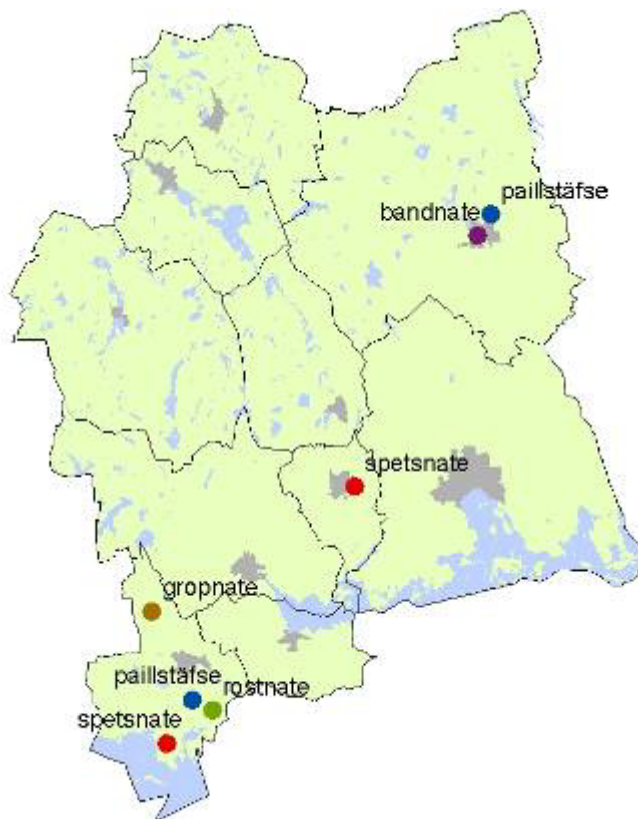 paillstäfse
bandnate
spetsnate
gropnate
paillstäfse
rostnate
spetsnate